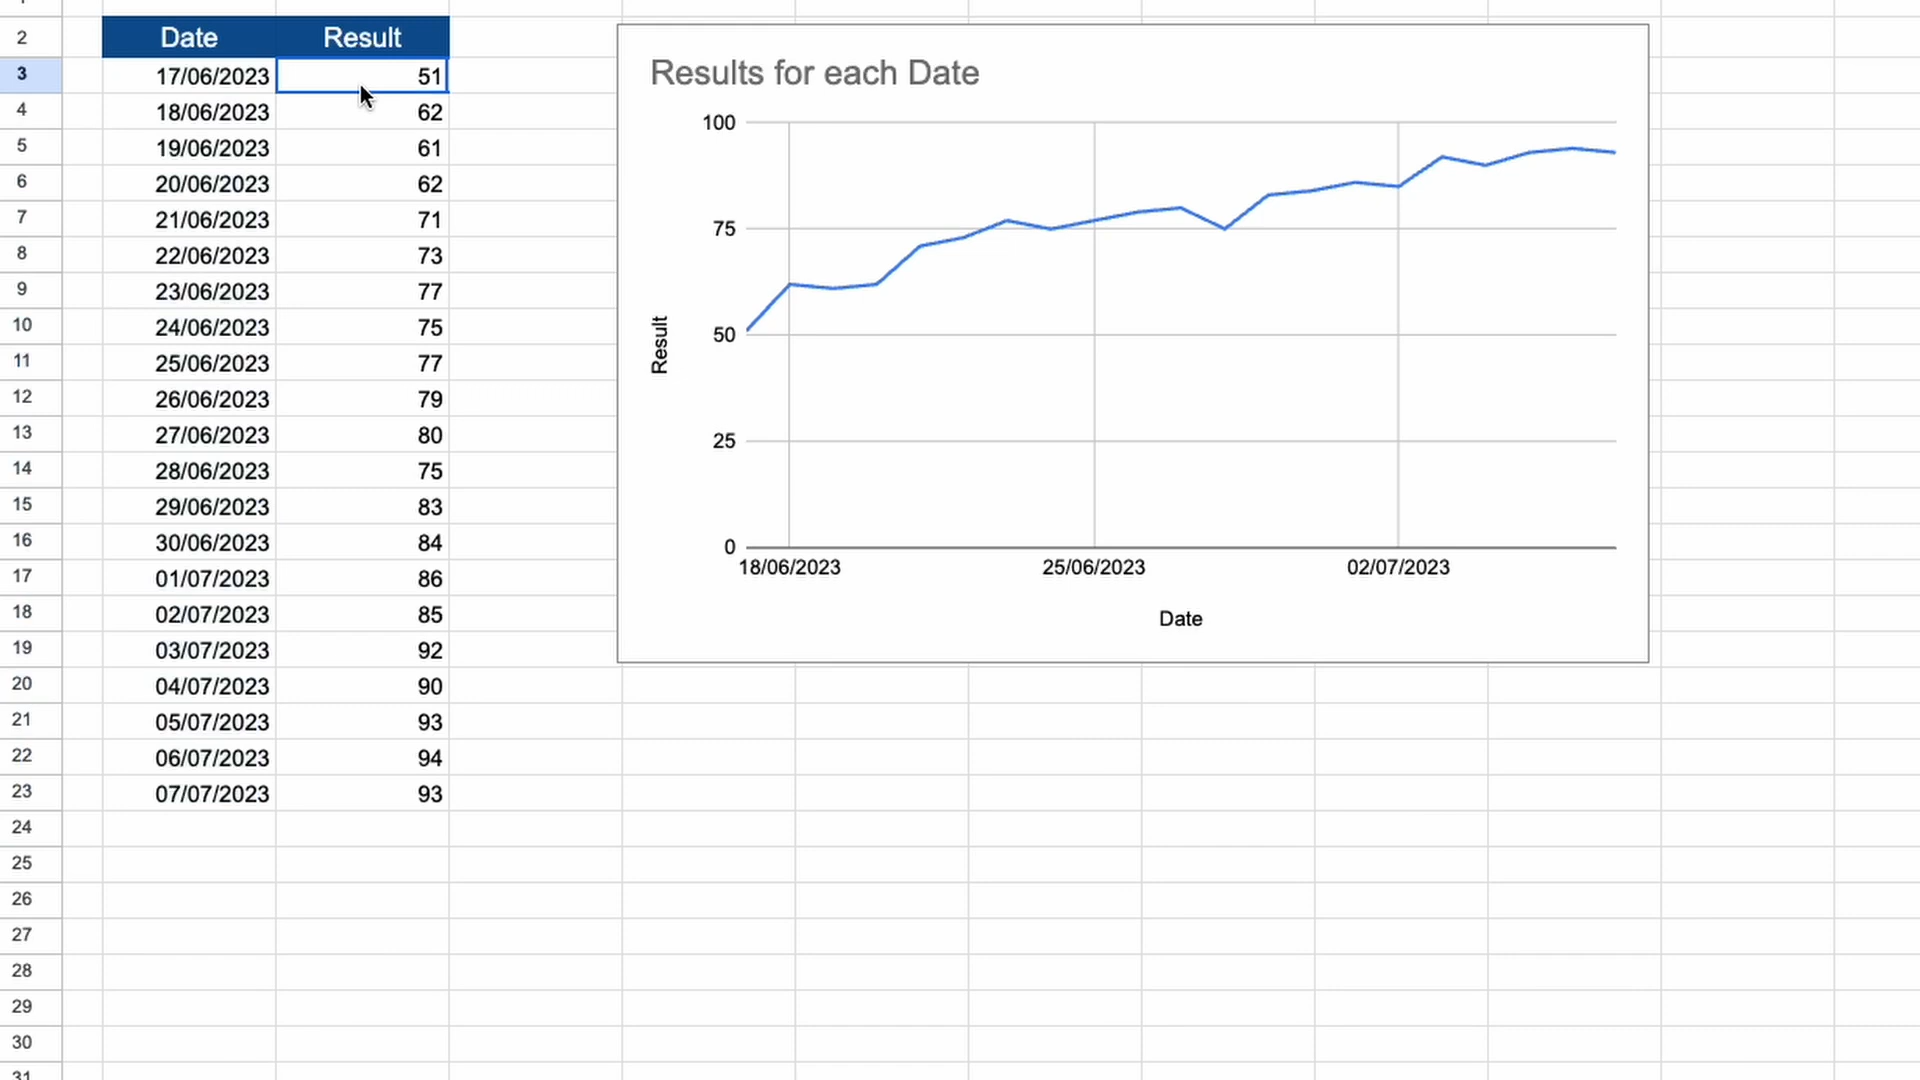 2 Date Result
3 17/06/2023 51
4 18/06/2023 62
5 19/06/2023 61
6 20/06/2023 62
7 21/06/2023 71
8 22/06/2023 73
9 23/06/2023 77
10 24/06/2023 75
11 25/06/2023 77
12 26/06/2023 79
13 27/06/2023 80
14 28/06/2023 75
15 29/06/2023 83
16 30/06/2023 84
17 01/07/2023 86
18 02/07/2023 85
19 03/07/2023 92
20 04/07/2023 90
21 05/07/2023 93
22 06/07/2023 94
23 07/07/2023 93
24
25
26
27
28
29
30
31
Results for each Date
100
75
50
25
0
Result
18/06/2023 25/06/2023 02/07/2023
Date